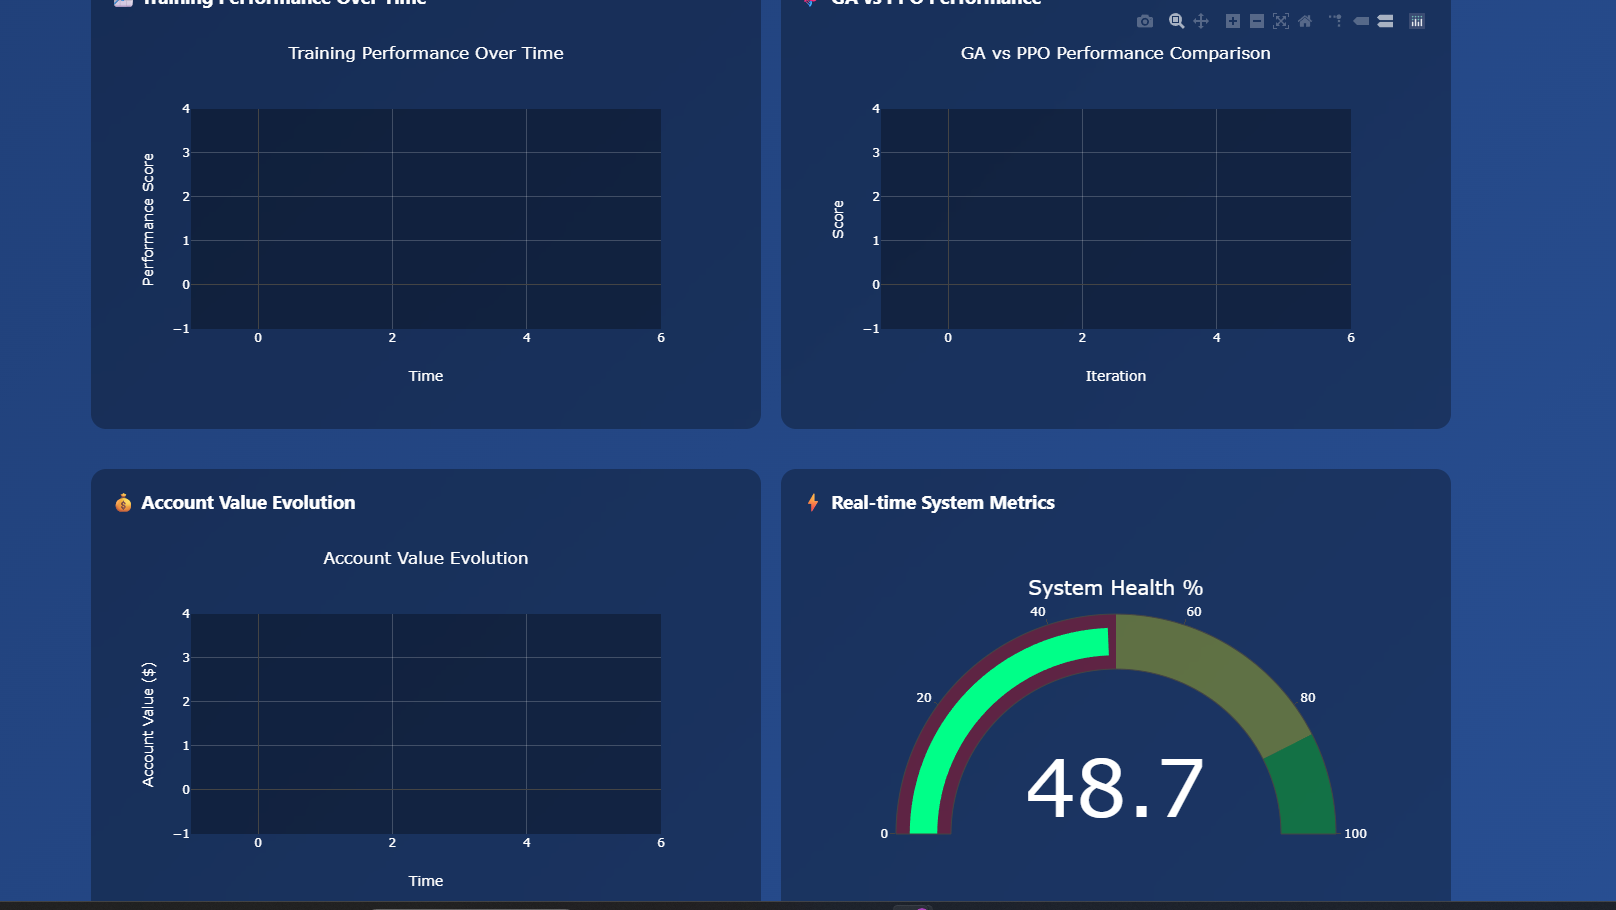 Training Performance Over Time
GA vs PPO Performance
Training Performance Over Time
4
3
2
1
0
−1
Performance Score
0 2 4 6
Time
GA vs PPO Performance Comparison
4
3
2
1
0
−1
Score
0 2 4 6
Iteration
Account Value Evolution
Account Value Evolution
4
3
2
1
0
−1
Account Value ($)
0 2 4 6
Time
Real-time System Metrics
System Health %
0
20
40
60
80
100
48.7